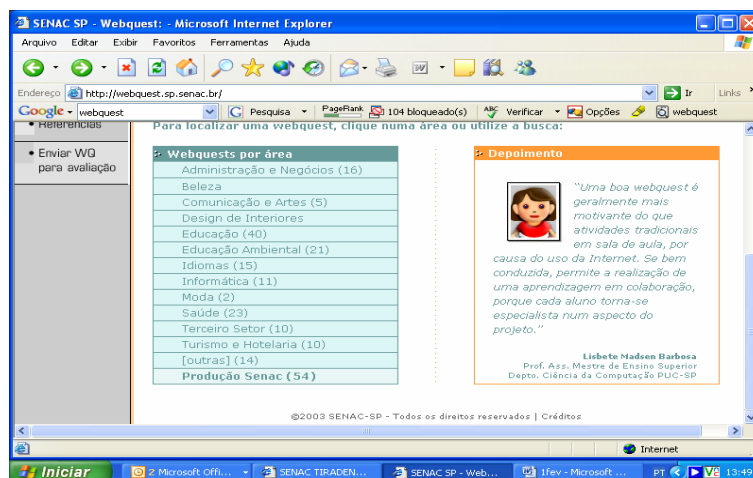 SENAC SP - Webquest: - Microsoft Internet Explorer
Arquivo Editar Exibir Favoritos Ferramentas Ajuda
Endereço http://webquest.sp.senac.br/ Ir Links
Google webquest Pesquisa PageRank 104 bloqueado(s) Verificar Opções webquest
• Referências
• Enviar WQ
para avaliação
Para localizar uma webquest, clique numa área ou utilize a busca:
Webquests por área
Administração e Negócios (16)
Beleza
Comunicação e Artes (5)
Design de Interiores
Educação (40)
Educação Ambiental (21)
Idiomas (15)
Informática (11)
Moda (2)
Saúde (23)
Terceiro Setor (10)
Turismo e Hotelaria (10)
[outras] (14)
Produção Senac (54)
Depoimento
"Uma boa webquest é
geralmente mais
motivante do que
atividades tradicionais
em sala de aula, por
causa do uso da Internet. Se bem
conduzida, permite a realização de
uma aprendizagem em colaboração,
porque cada aluno torna-se
especialista num aspecto do
projeto."
Lisbete Madsen Barbosa
Prof. Ass. Mestre de Ensino Superior
Depto. Ciência da Computação PUC-SP
©2003 SENAC-SP - Todos os direitos reservados | Créditos
Internet
Iniciar 2 Microsoft Offi... SENAC TIRADEN... SENAC SP - Web... 1fev - Microsoft ... PT 13:49